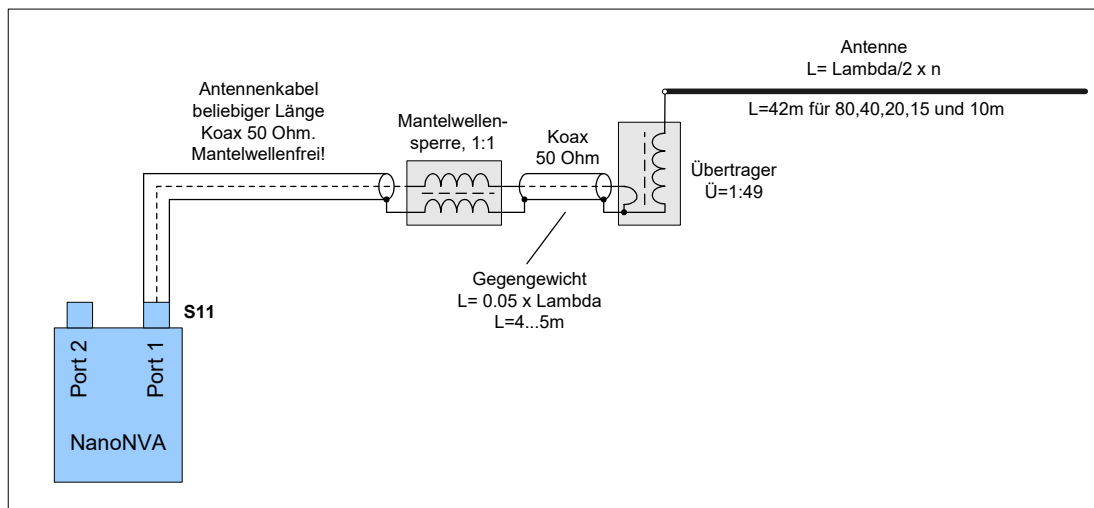 Antenne
L= Lambda/2 x n
L=42m für 80,40,20,15 und 10m
Antennenkabel
beliebiger Länge
Koax 50 Ohm.
Mantelwellenfrei!
Mantelwellen-
sperre, 1:1
Koax
50 Ohm
Übertrager
Ü=1:49
Gegengewicht
L= 0.05 x Lambda
L=4...5m
S11
Port 2
Port 1
NanoNVA